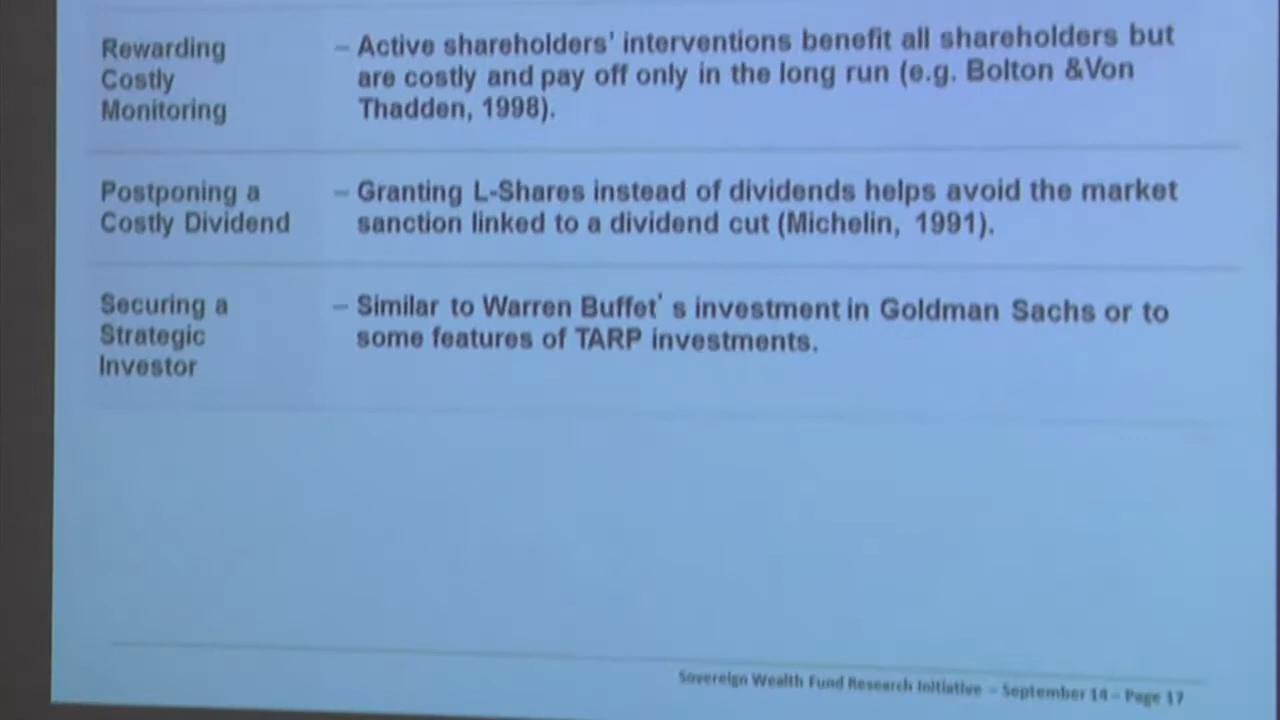 Rewarding
Costly
Monitoring
– Active shareholders' interventions benefit all shareholders but
are costly and pay off only in the long run (e.g. Bolton &Von
Thadden, 1998).
Postponing a
Costly Dividend
– Granting L-Shares instead of dividends helps avoid the market
sanction linked to a dividend cut (Michelin, 1991).
Securing a
Strategic
Investor
– Similar to Warren Buffet' s investment in Goldman Sachs or to
some features of TARP investments.
Sovereign Wealth Fund Research Initiative – September 14 – Page 17